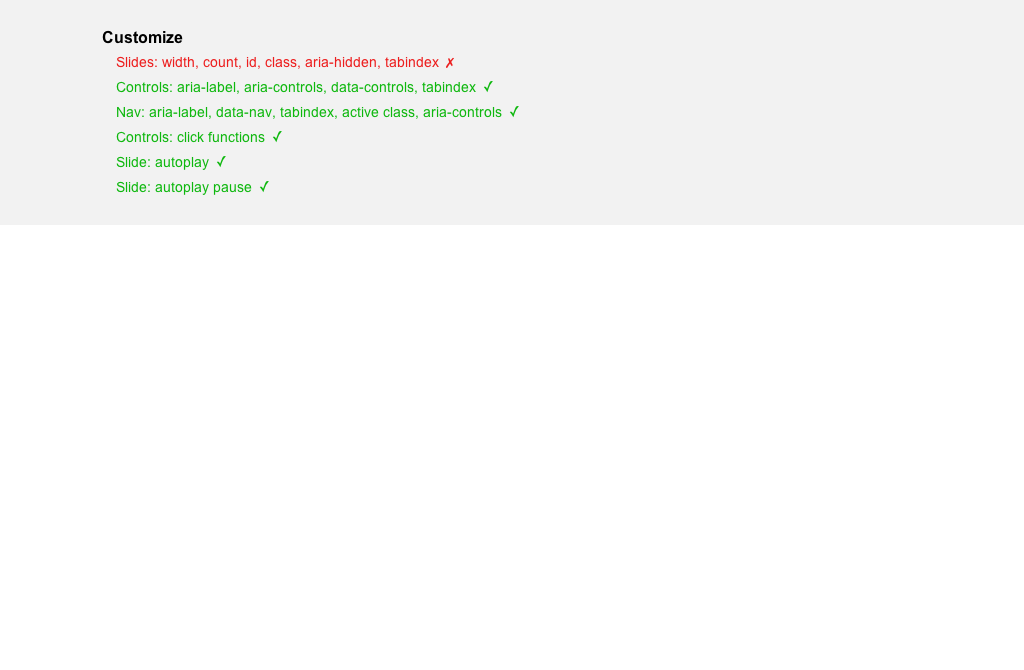 Customize
Slides: width, count, id, class, aria-hidden, tabindex ✗
Controls: aria-label, aria-controls, data-controls, tabindex ✓
Nav: aria-label, data-nav, tabindex, active class, aria-controls ✓
Controls: click functions ✓
Slide: autoplay ✓
Slide: autoplay pause ✓